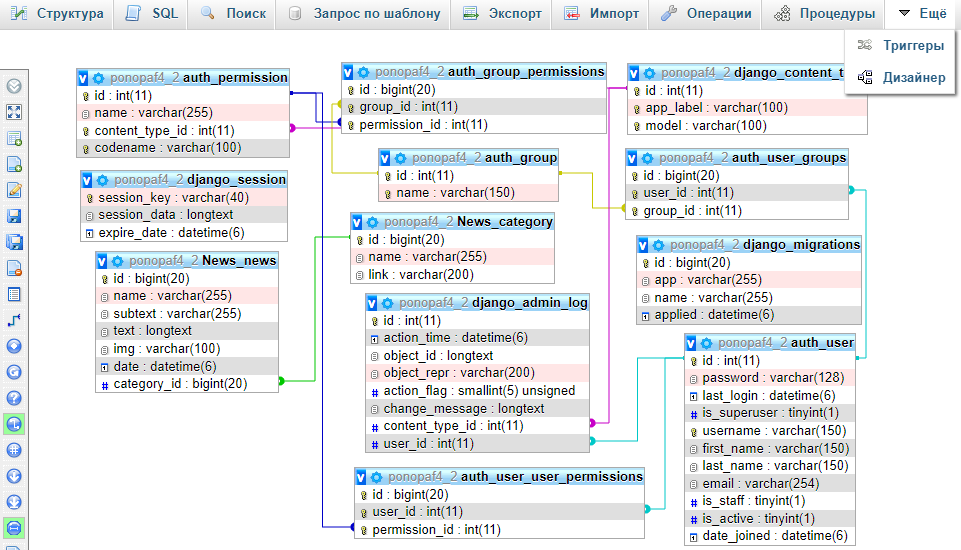 Структура SQL Поиск Запрос по шаблону Экспорт Импорт Операции Процедуры Ещё
Триггеры
Дизайнер
ponopaf4_2 auth_permission
id : int(11)
name : varchar(255)
content_type_id : int(11)
codename : varchar(100)
ponopaf4_2 auth_group_permissions
id : bigint(20)
group_id : int(11)
permission_id : int(11)
ponopaf4_2 django_content_t
id : int(11)
app_label : varchar(100)
model : varchar(100)
ponopaf4_2 django_session
session_key : varchar(40)
session_data : longtext
expire_date : datetime(6)
ponopaf4_2 auth_group
id : int(11)
name : varchar(150)
ponopaf4_2 auth_user_groups
id : bigint(20)
user_id : int(11)
group_id : int(11)
ponopaf4_2 News_category
id : bigint(20)
name : varchar(255)
link : varchar(200)
ponopaf4_2 django_migrations
id : bigint(20)
app : varchar(255)
name : varchar(255)
applied : datetime(6)
ponopaf4_2 News_news
id : bigint(20)
name : varchar(255)
subtext : varchar(255)
text : longtext
img : varchar(100)
date : datetime(6)
category_id : bigint(20)
ponopaf4_2 django_admin_log
id : int(11)
action_time : datetime(6)
object_id : longtext
object_repr : varchar(200)
action_flag : smallint(5) unsigned
change_message : longtext
content_type_id : int(11)
user_id : int(11)
ponopaf4_2 auth_user
id : int(11)
password : varchar(128)
last_login : datetime(6)
is_superuser : tinyint(1)
username : varchar(150)
first_name : varchar(150)
last_name : varchar(150)
email : varchar(254)
is_staff : tinyint(1)
is_active : tinyint(1)
date_joined : datetime(6)
ponopaf4_2 auth_user_user_permissions
id : bigint(20)
user_id : int(11)
permission_id : int(11)